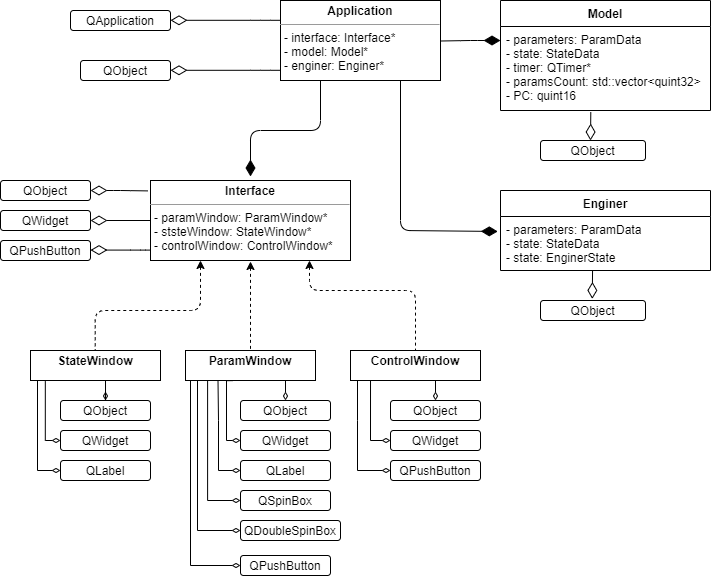 Application
- interface: Interface*
- model: Model*
- enginer: Enginer*
QApplication
QObject
Model
- parameters: ParamData
- state: StateData
- timer: QTimer*
- paramsCount: std::vector<quint32>
- PC: quint16
QObject
Interface
- paramWindow: ParamWindow*
- ststeWindow: StateWindow*
- controlWindow: ControlWindow*
QObject
QWidget
QPushButton
Enginer
- parameters: ParamData
- state: StateData
- state: EnginerState
QObject
StateWindow
QObject
QWidget
QLabel
ParamWindow
QObject
QWidget
QLabel
QSpinBox
QDoubleSpinBox
QPushButton
ControlWindow
QObject
QWidget
QPushButton